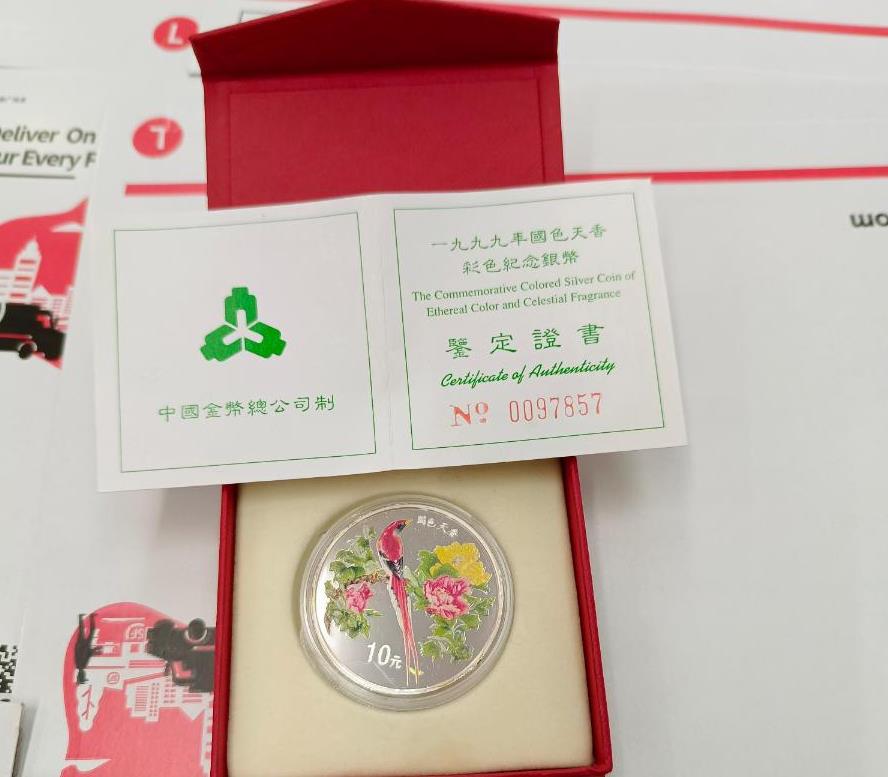 eliver On
ur Every F
中國金幣總公司制
一九九九年國色天香
彩色紀念銀幣
The Commemorative Colored Silver Coin of
Ethereal Color and Celestial Fragrance
鑒定證書
Certificate of Authenticity
Nº 0097857
國色天香
10元